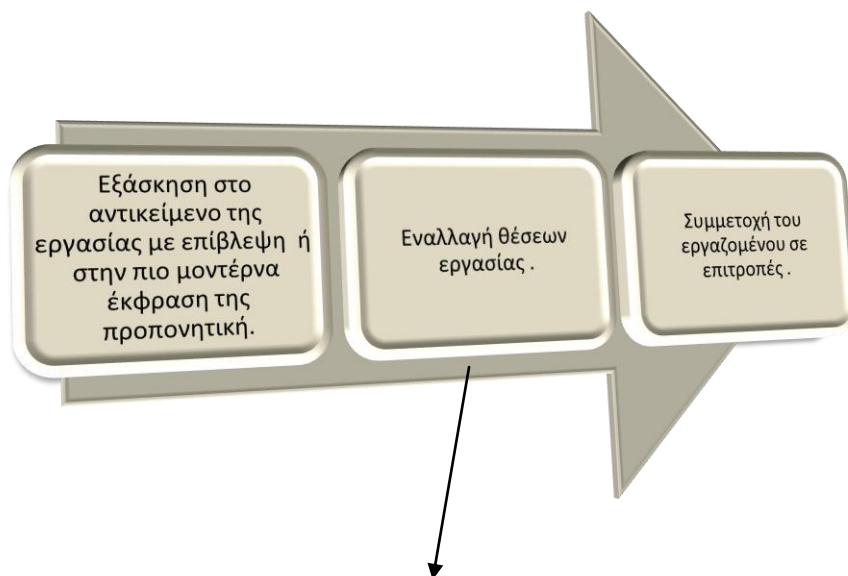 Εξάσκηση στο
αντικείμενο της
εργασίας με επίβλεψη ή
στην πιο μοντέρνα
έκφραση της
προπονητική.
Εναλλαγή θέσεων
εργασίας .
Συμμετοχή του
εργαζομένου σε
επιτροπές .